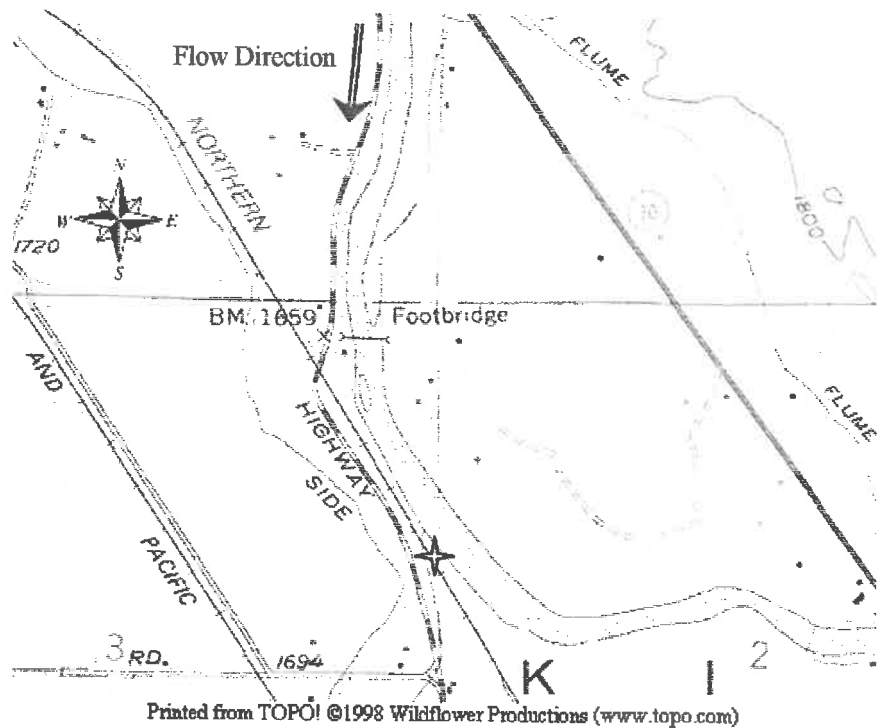 Flow Direction
FLUME
NORTHERN
N
W E
S
10
1800
1720
BM 1659 Footbridge
AND
HIGHWAY
SIDE
FLUME
PACIFIC
3 RD. 1694
K I 2
Printed from TOPO! ©1998 Wildflower Productions (www.topo.com)